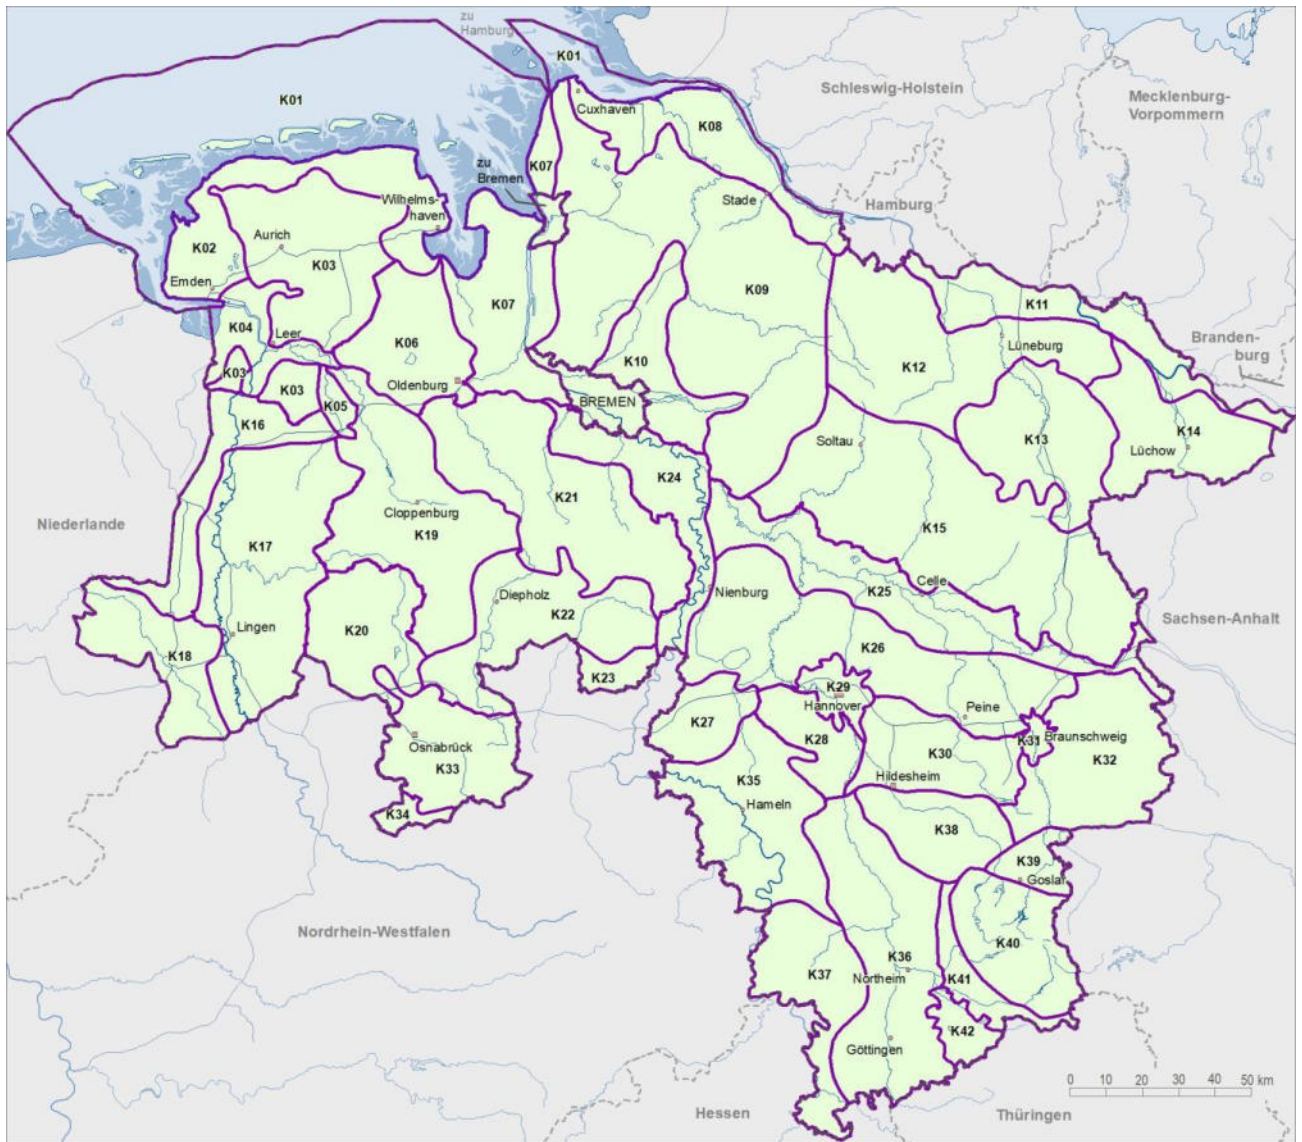 zu
Hamburg
K01
Schleswig-Holstein
Mecklenburg-
Vorpommern
K01
Cuxhaven
K08
K07
zu
Bremen
Wilhelms-
haven
Stade
Hamburg
K02
Aurich
K03
Emden
K07
K09
K11
K04
Leer
K06
K10
K12
Lüneburg
Branden-
burg
K03
K03
K05
Oldenburg
BREMEN
K16
Soltau
K13
K14
Lüchow
K24
K21
Cloppenburg
K19
Niederlande
K15
K17
Celle
K25
Diepholz
Nienburg
K22
Sachsen-Anhalt
Lingen
K20
K18
K26
K23
K29
Hannover
K27
Peine
Osnabrück
K28
K31
Braunschweig
K30
K32
K33
K35
Hildesheim
Hameln
K34
K38
K39
Goslar
Nordrhein-Westfalen
K40
K36
K37
Northeim
K41
K42
Göttingen
0 10 20 30 40 50 km
Hessen
Thüringen